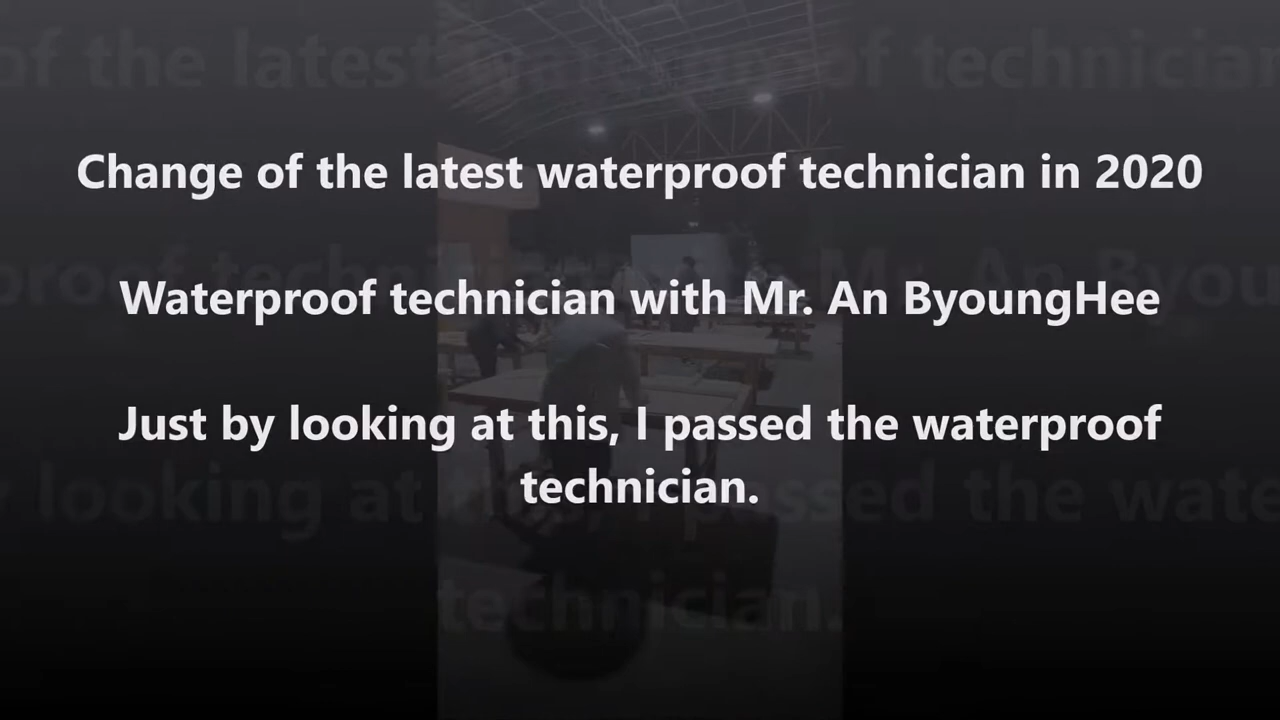 Change of the latest waterproof technician in 2020
Waterproof technician with Mr. An ByoungHee
Just by looking at this, I passed the waterproof
technician.